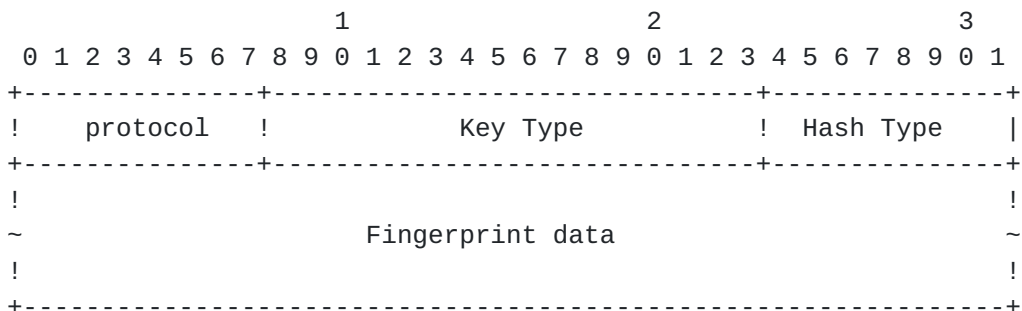 1                   2                   3
 0 1 2 3 4 5 6 7 8 9 0 1 2 3 4 5 6 7 8 9 0 1 2 3 4 5 6 7 8 9 0 1
+---------------+-------------------------------+---------------+
!    protocol   !            Key Type           !  Hash Type    |
+---------------+-------------------------------+---------------+
!                                                               !
~                      Fingerprint data                         ~
!                                                               !
+---------------------------------------------------------------+